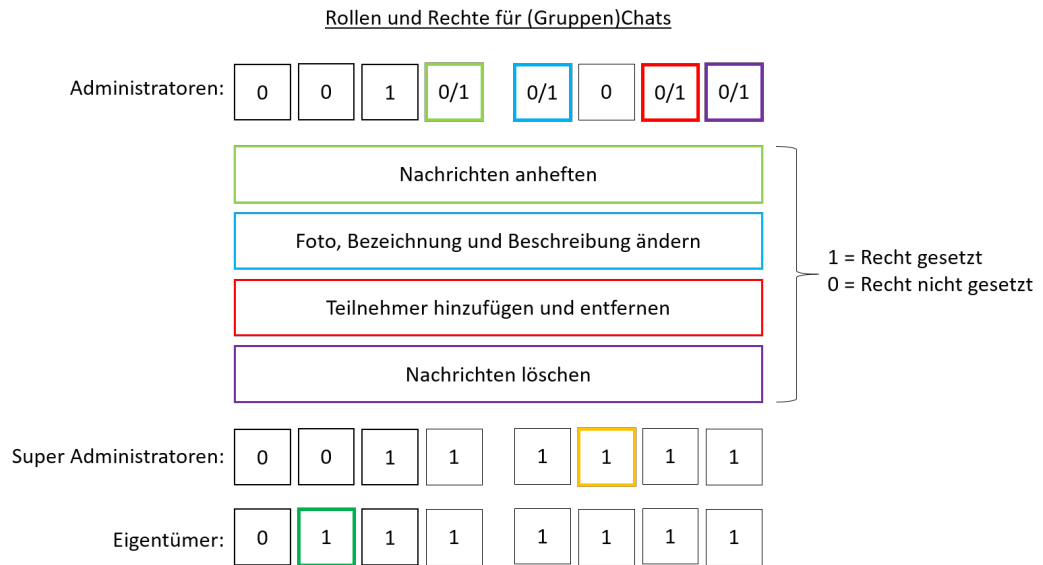 Rollen und Rechte für (Gruppen)Chats
Administratoren: 0 0 1 0/1 0/1 0 0/1 0/1
Nachrichten anheften
Foto, Bezeichnung und Beschreibung ändern
Teilnehmer hinzufügen und entfernen
Nachrichten löschen
1 = Recht gesetzt
0 = Recht nicht gesetzt
Super Administratoren: 0 0 1 1 1 1 1 1
Eigentümer: 0 1 1 1 1 1 1 1